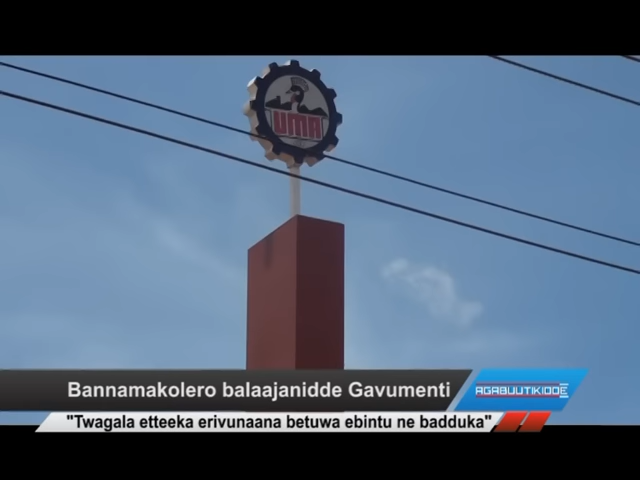 UMA
Bannamakolero balaajanidde Gavumenti
AGABUUTIKIDDE
"Twagala etteeka erivunaana betuwa ebintu ne badduka"